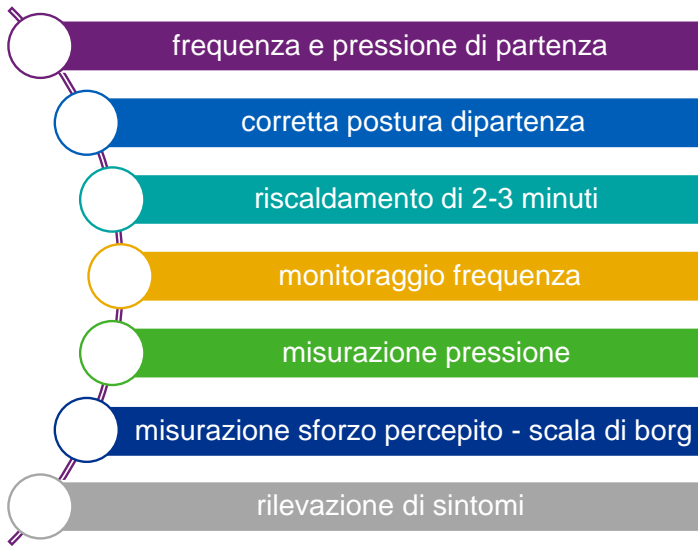 frequenza e pressione di partenza
corretta postura dipartenza
riscaldamento di 2-3 minuti
monitoraggio frequenza
misurazione pressione
misurazione sforzo percepito - scala di borg
rilevazione di sintomi